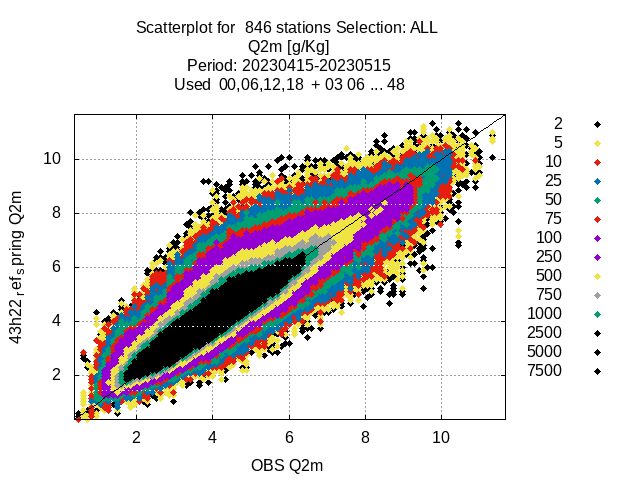 Scatterplot for 846 stations Selection: ALL
Q2m [g/Kg]
Period: 20230415-20230515
Used 00,06,12,18 + 03 06 ... 48
43h22_ref_spring Q2m
10
8
6
4
2
2 4 6 8 10
OBS Q2m
2
5
10
25
50
75
100
250
500
750
1000
2500
5000
7500